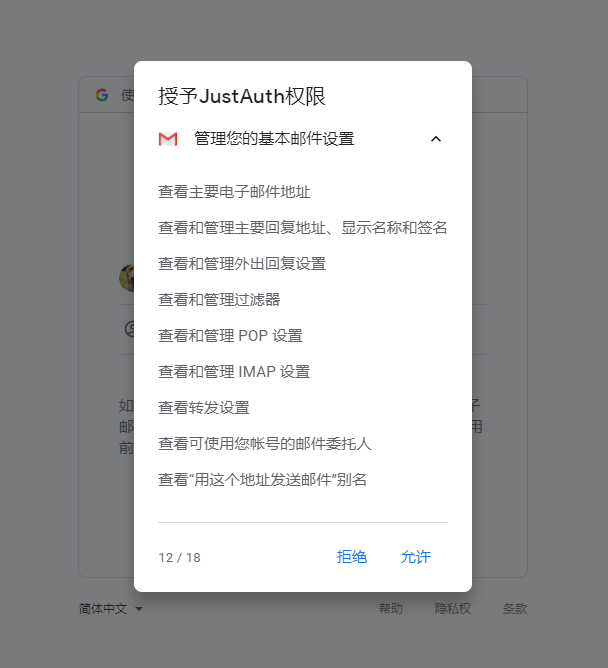 授予JustAuth权限
使
管理您的基本邮件设置
查看主要电子邮件地址
查看和管理主要回复地址、显示名称和签名
查看和管理外出回复设置
查看和管理过滤器
查看和管理 POP 设置
查看和管理 IMAP 设置
如
查看转发设置
子
邮
用
查看可使用您帐号的邮件委托人
前
查看“用这个地址发送邮件”别名
12 / 18 拒绝 允许
简体中文 帮助 隐私权 条款